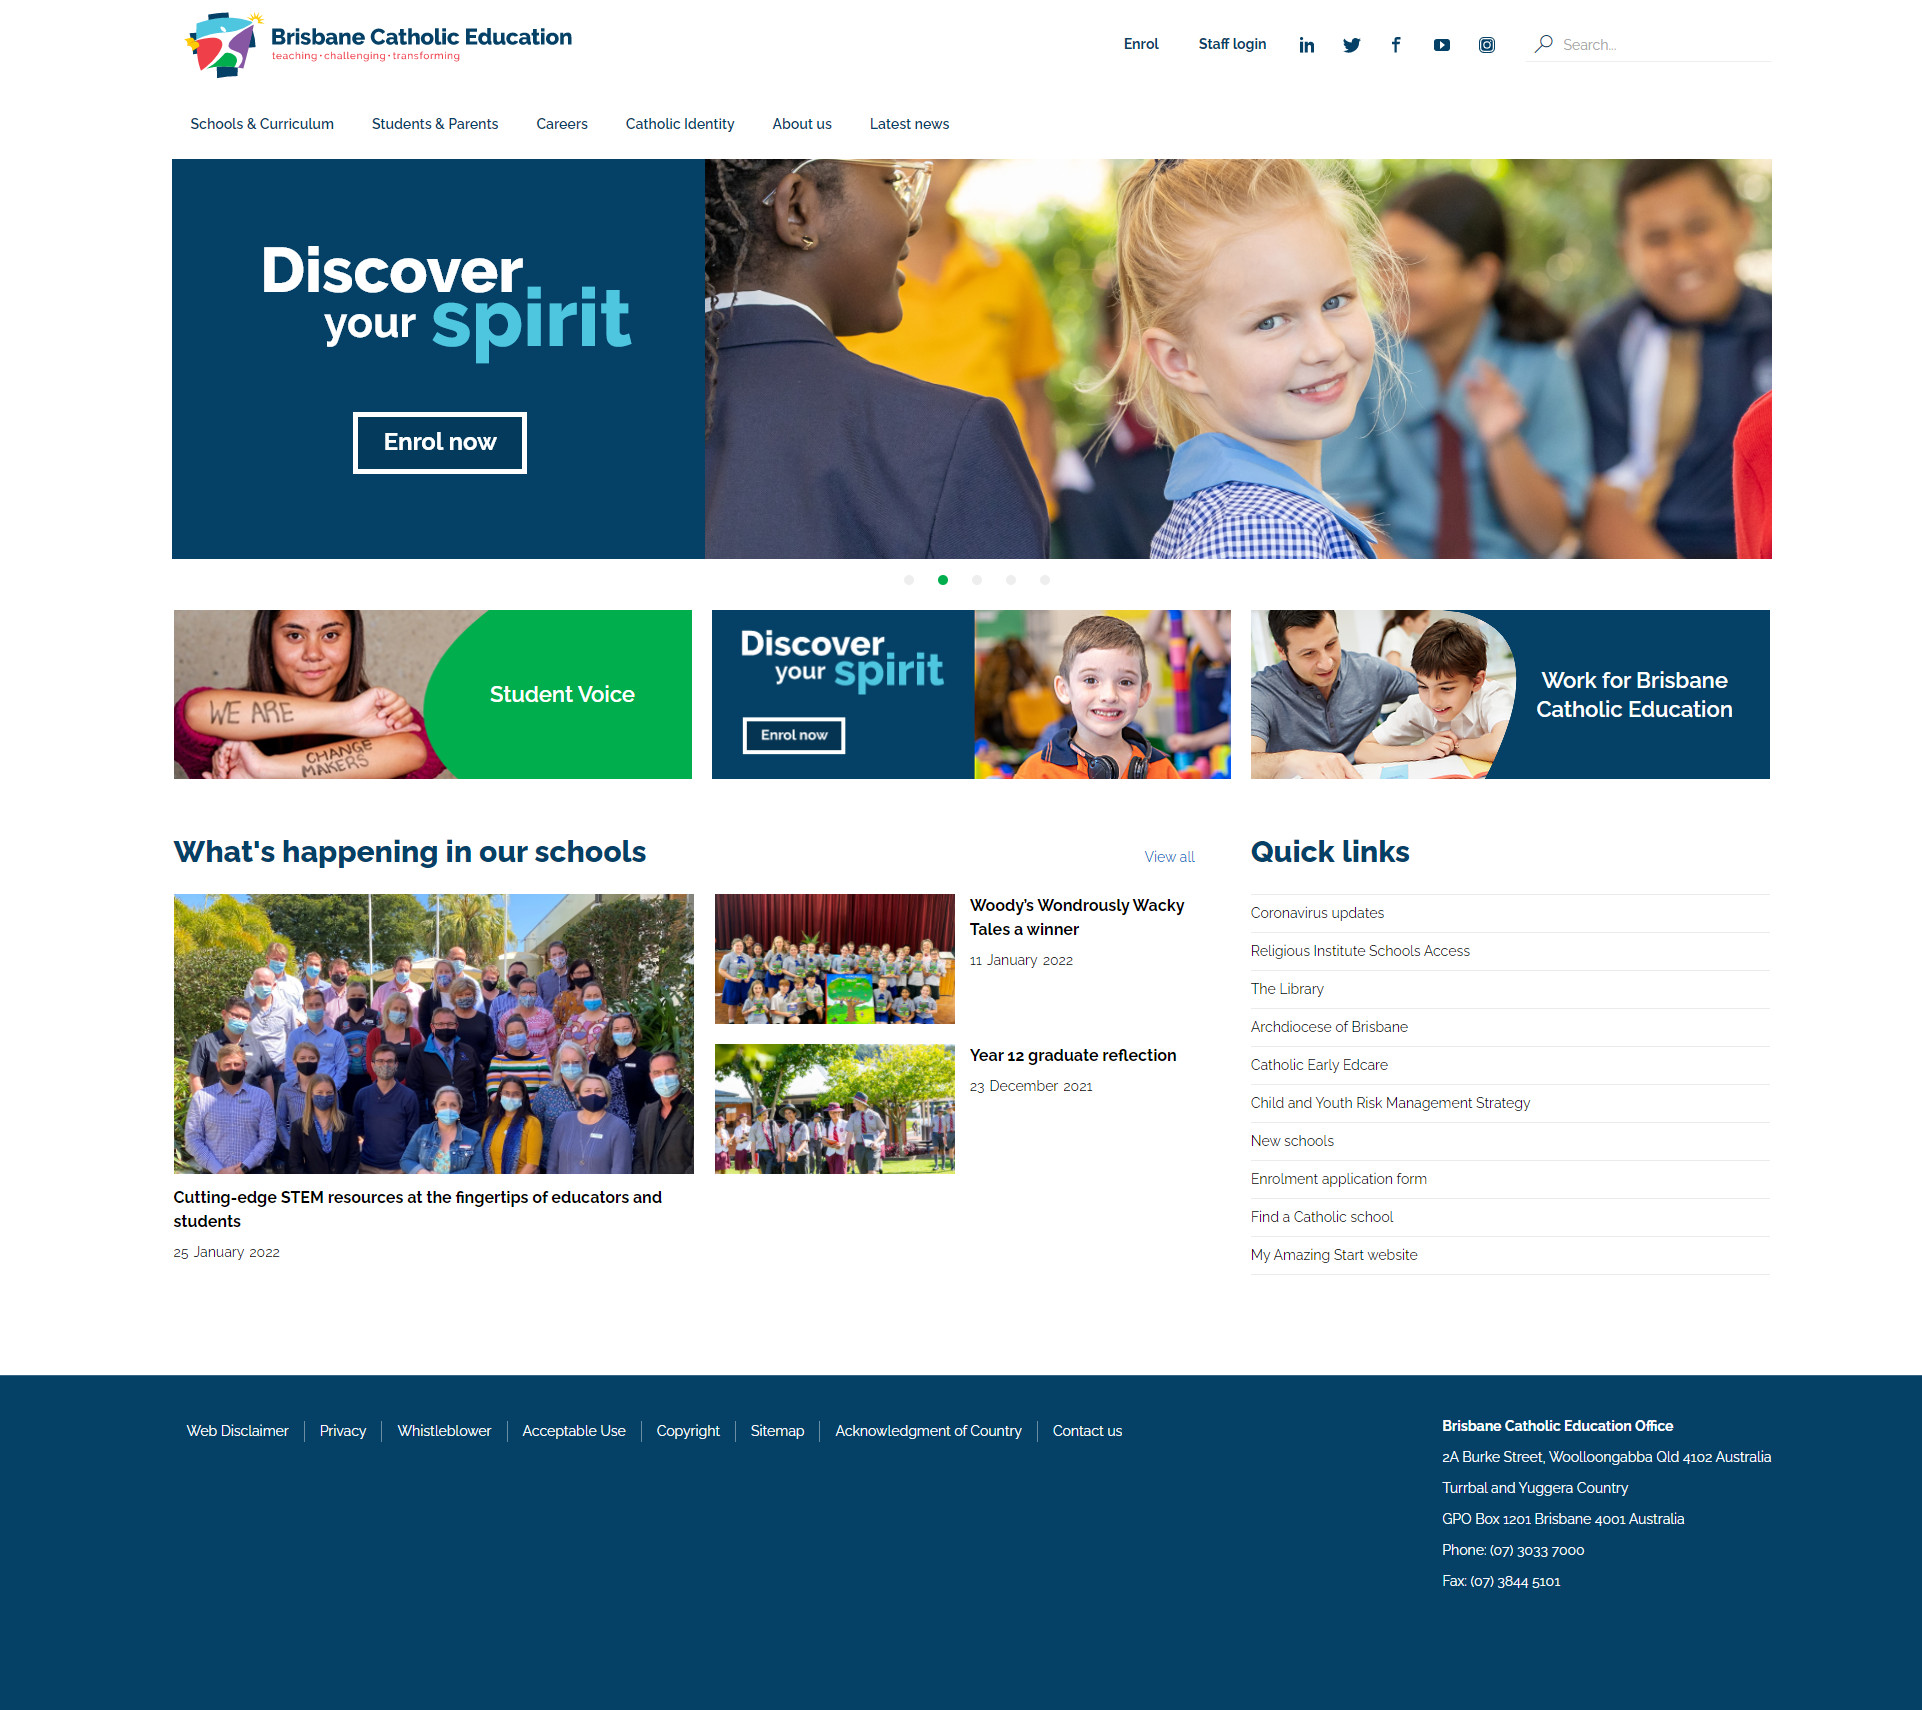 Brisbane Catholic Education
teaching · challenging · transforming
Enrol
Staff login
Search...
Schools & Curriculum
Students & Parents
Careers
Catholic Identity
About us
Latest news
Discover
your spirit
Enrol now
WE ARE
CHANGE
MAKERS
Student Voice
Discover
your spirit
Enrol now
Work for Brisbane
Catholic Education
What's happening in our schools
View all
Cutting-edge STEM resources at the fingertips of educators and
students
25 January 2022
Woody’s Wondrously Wacky
Tales a winner
11 January 2022
Year 12 graduate reflection
23 December 2021
Quick links
Coronavirus updates
Religious Institute Schools Access
The Library
Archdiocese of Brisbane
Catholic Early Edcare
Child and Youth Risk Management Strategy
New schools
Enrolment application form
Find a Catholic school
My Amazing Start website
Web Disclaimer
Privacy
Whistleblower
Acceptable Use
Copyright
Sitemap
Acknowledgment of Country
Contact us
Brisbane Catholic Education Office
2A Burke Street, Woolloongabba Qld 4102 Australia
Turrbal and Yuggera Country
GPO Box 1201 Brisbane 4001 Australia
Phone: (07) 3033 7000
Fax: (07) 3844 5101